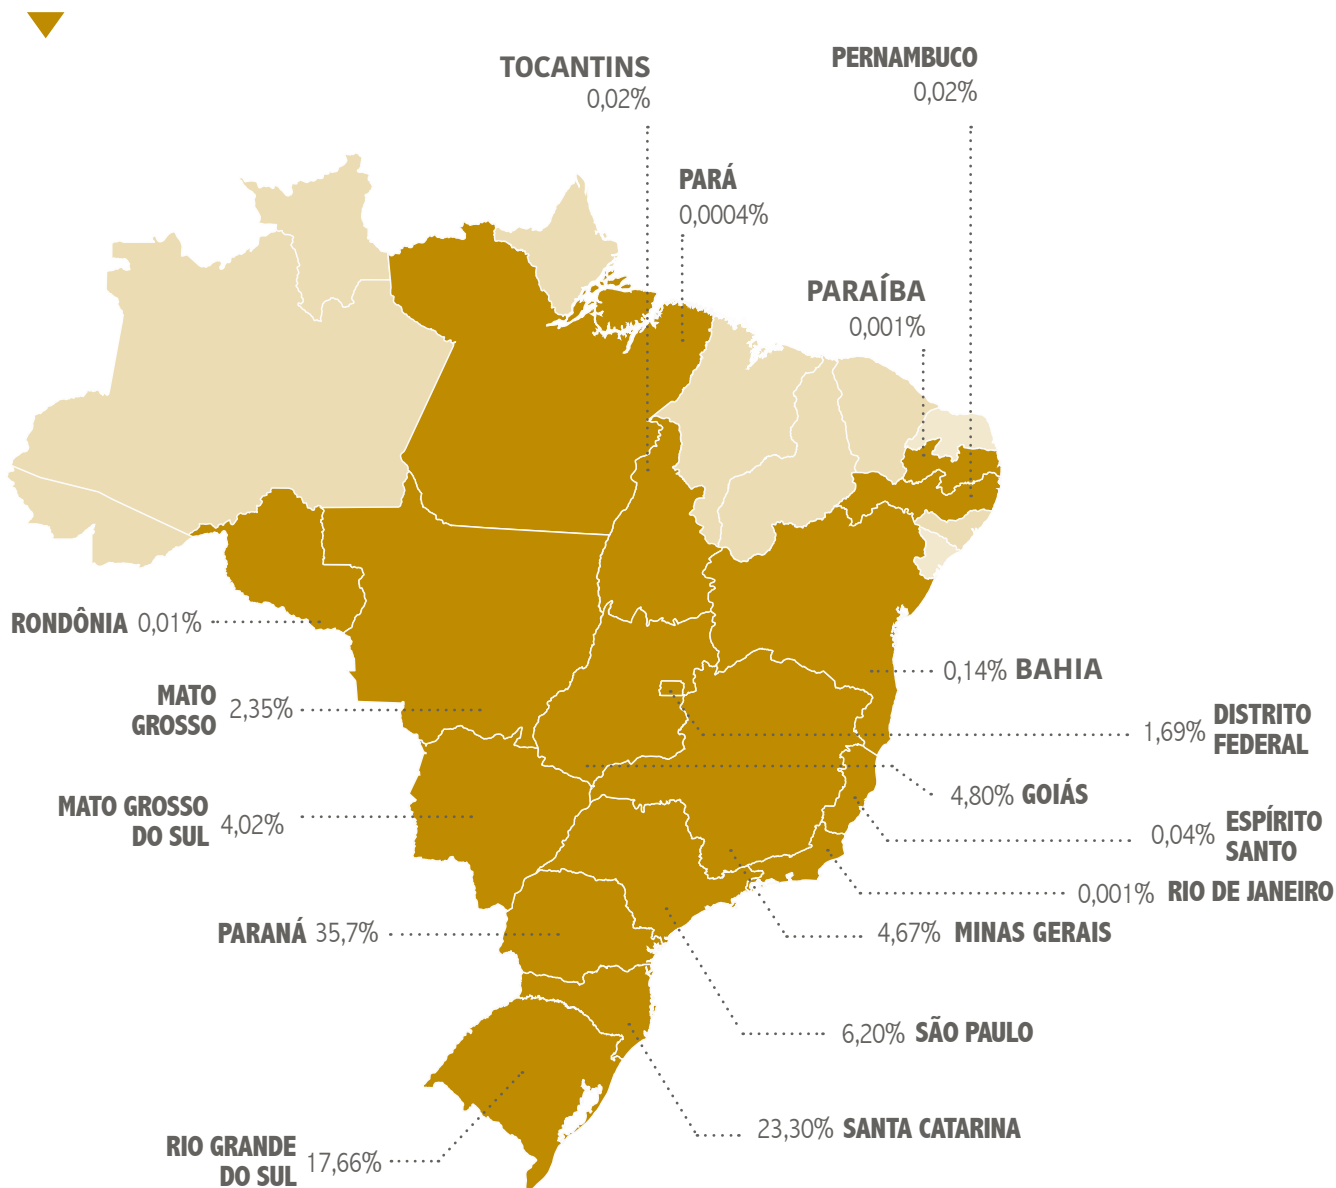 TOCANTINS
0,02%
PERNAMBUCO
0,02%
PARÁ
0,0004%
PARAÍBA
0,001%
RONDÔNIA 0,01%
0,14% BAHIA
MATO
GROSSO 2,35%
1,69% DISTRITO
FEDERAL
MATO GROSSO
DO SUL 4,02%
4,80% GOIÁS
0,04% ESPÍRITO
SANTO
0,001% RIO DE JANEIRO
PARANÁ 35,7%
4,67% MINAS GERAIS
6,20% SÃO PAULO
23,30% SANTA CATARINA
RIO GRANDE
DO SUL 17,66%